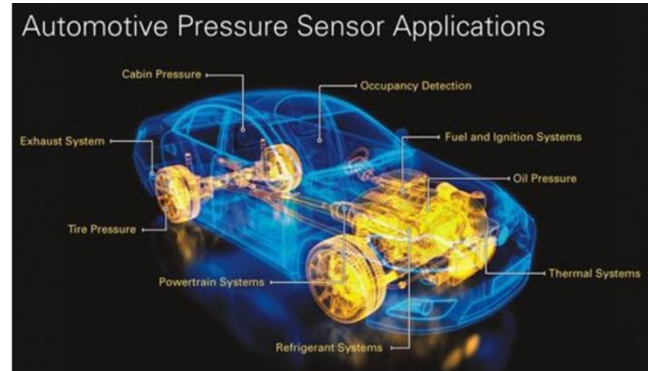 Automotive Pressure Sensor Applications
Cabin Pressure
Occupancy Detection
Exhaust System
Fuel and Ignition Systems
Oil Pressure
Tire Pressure
Powertrain Systems
Thermal Systems
Refrigerant Systems